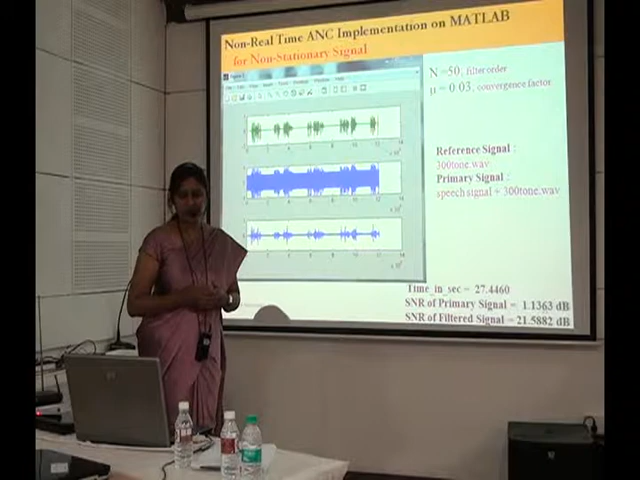 Non-Real Time ANC Implementation on MATLAB
for Non-Stationary Signal
N =50, filter order
μ = 0.03, convergence factor
Reference Signal :
300tone.wav
Primary Signal :
speech signal + 300tone.wav
Time_in_sec = 27.4460
SNR of Primary Signal = 1.1363 dB
SNR of Filtered Signal = 21.5882 dB
hp